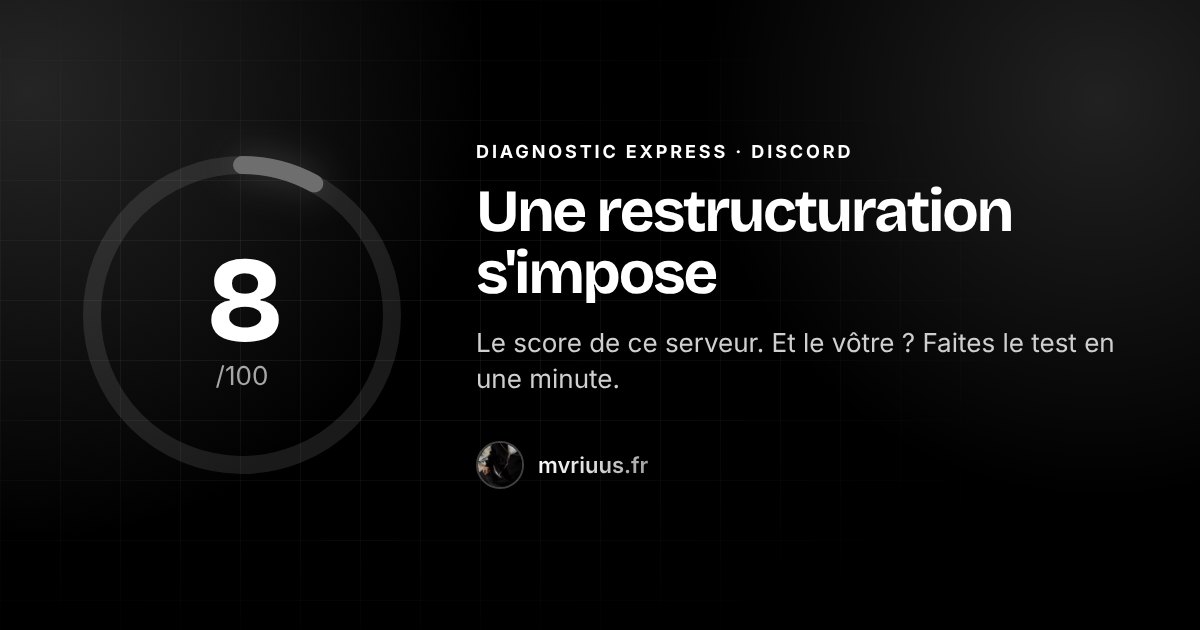 8
/100
DIAGNOSTIC EXPRESS · DISCORD
Une restructuration
s'impose
Le score de ce serveur. Et le vôtre ? Faites le test en
une minute.
mvriuus.fr